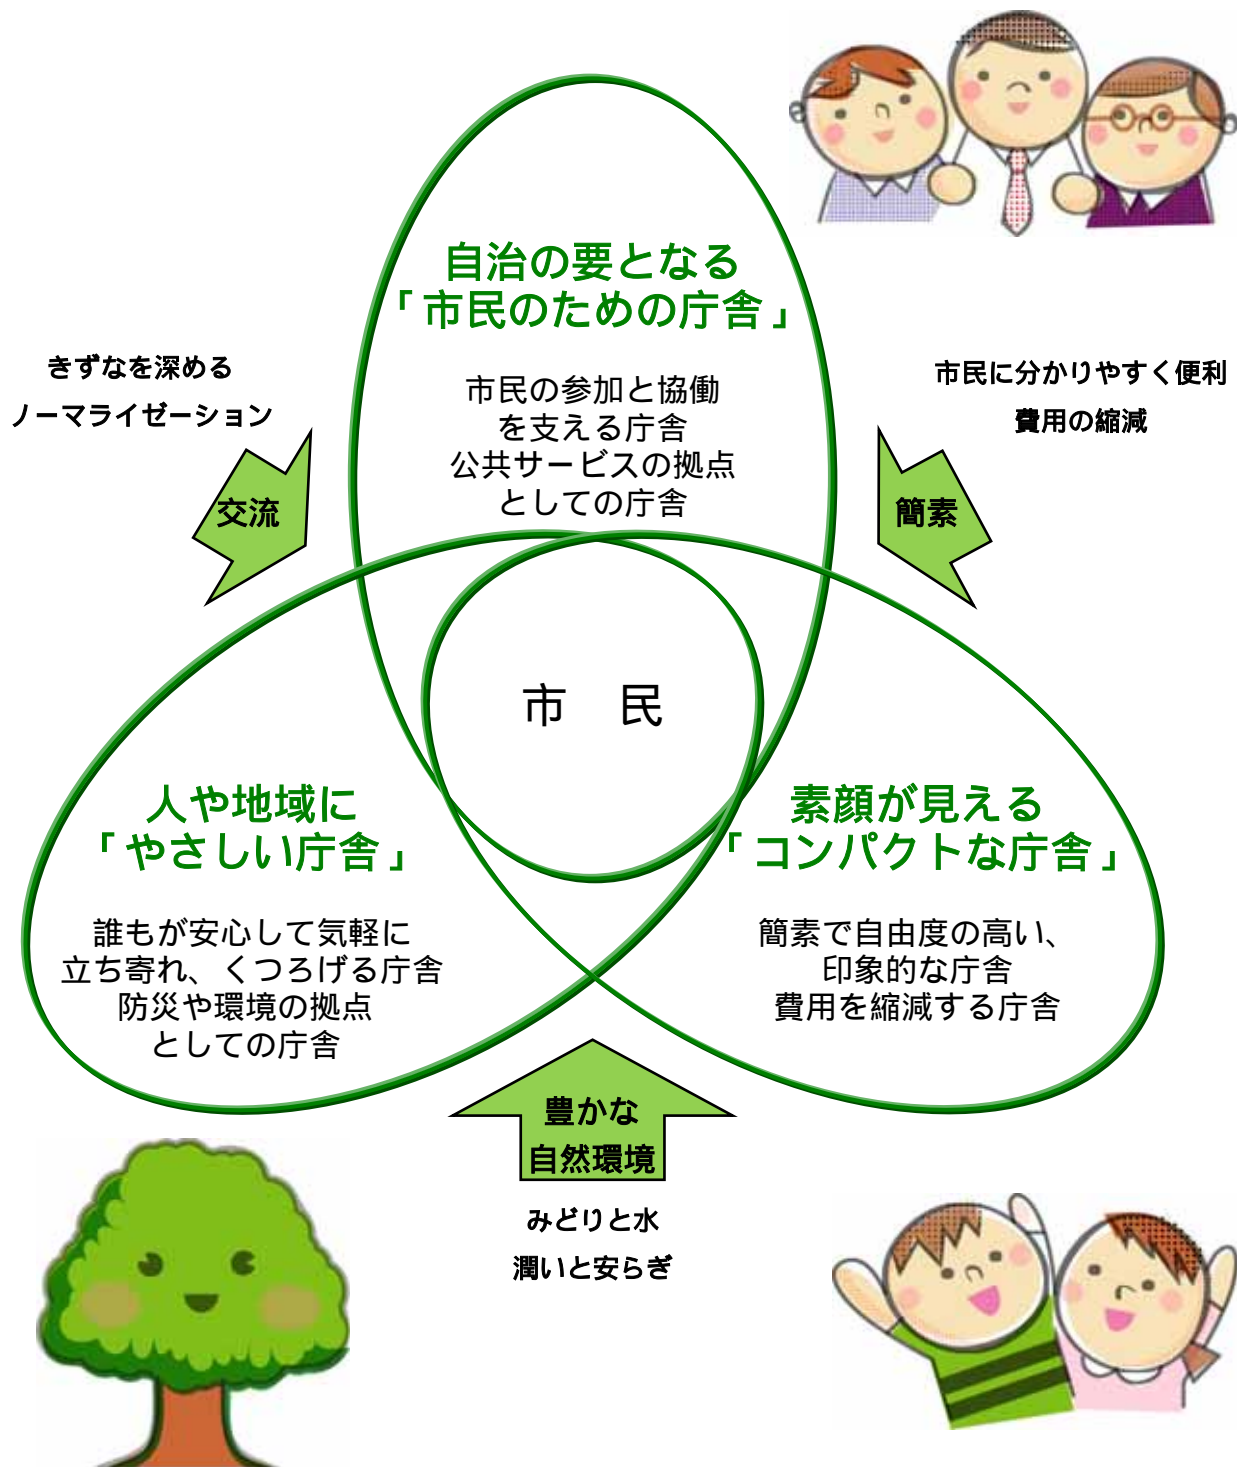 自治の要となる
「市民のための庁舎」
市民の参加と協働
を支える庁舎
公共サービスの拠点
としての庁舎
きずなを深める
ノーマライゼーション
交流
市民に分かりやすく便利
費用の縮減
簡素
市　民
人や地域に
「やさしい庁舎」
誰もが安心して気軽に
立ち寄れ、くつろげる庁舎
防災や環境の拠点
としての庁舎
素顔が見える
「コンパクトな庁舎」
簡素で自由度の高い、
印象的な庁舎
費用を縮減する庁舎
豊かな
自然環境
みどりと水
潤いと安らぎ